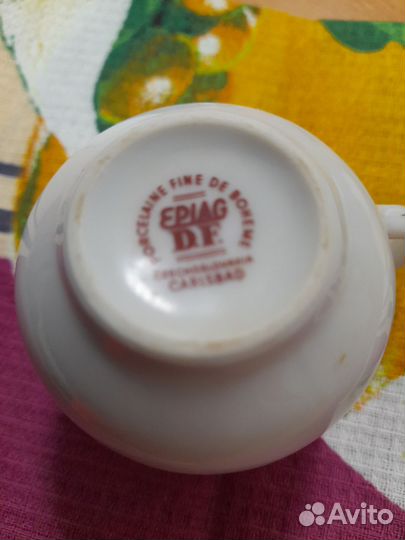 PORCELAINE FINE DE BOHEME
EPIAG
D.F.
CZECHOSLOVAKIA
CARLSBAD
Avito